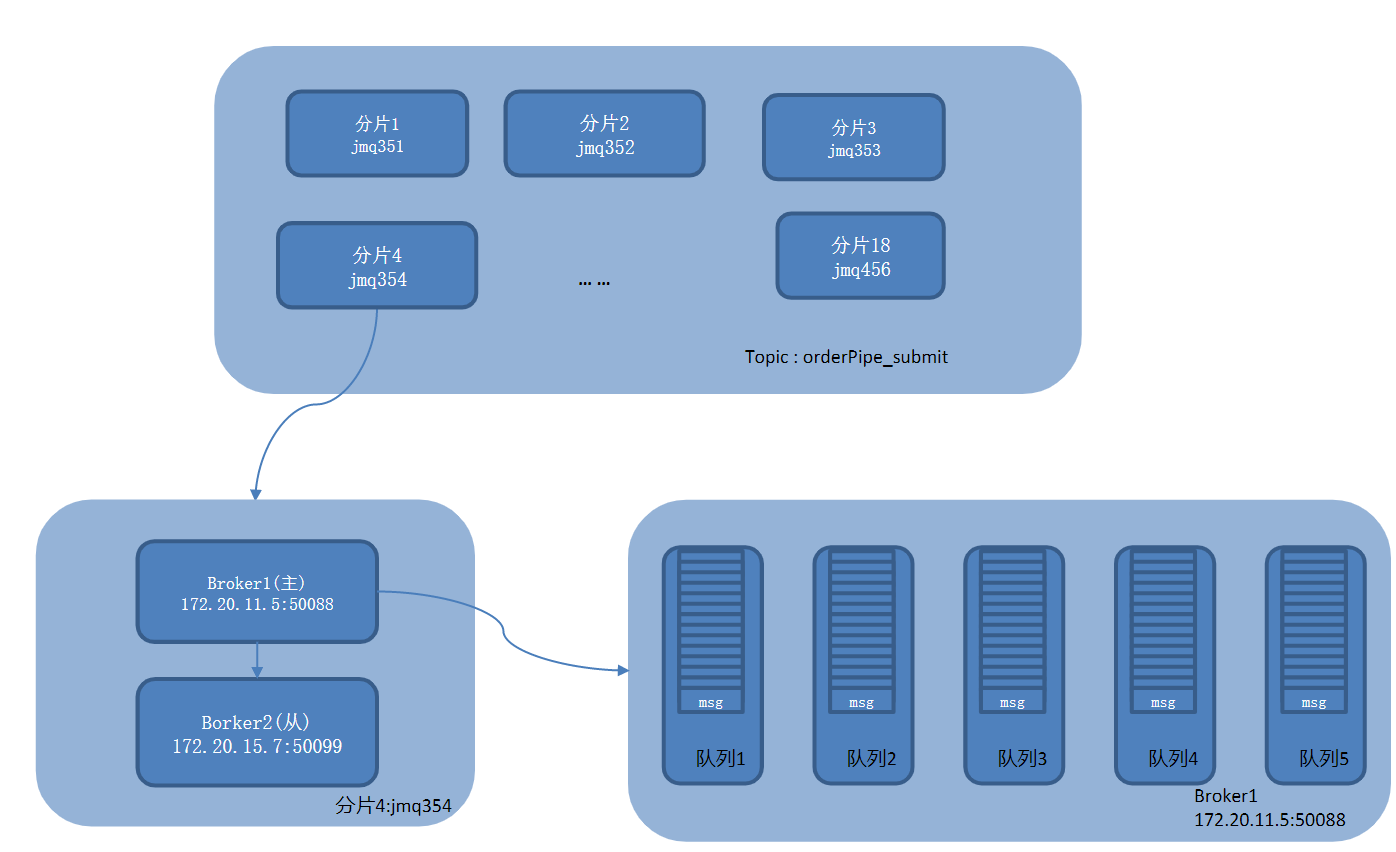 分片1
jmq351
分片2
jmq352
分片3
jmq353
分片4
jmq354
... ...
分片18
jmq456
Topic : orderPipe_submit
Broker1(主)
172.20.11.5:50088
Borker2(从)
172.20.15.7:50099
分片4:jmq354
msg
队列1
msg
队列2
msg
队列3
msg
队列4
msg
队列5
Broker1
172.20.11.5:50088